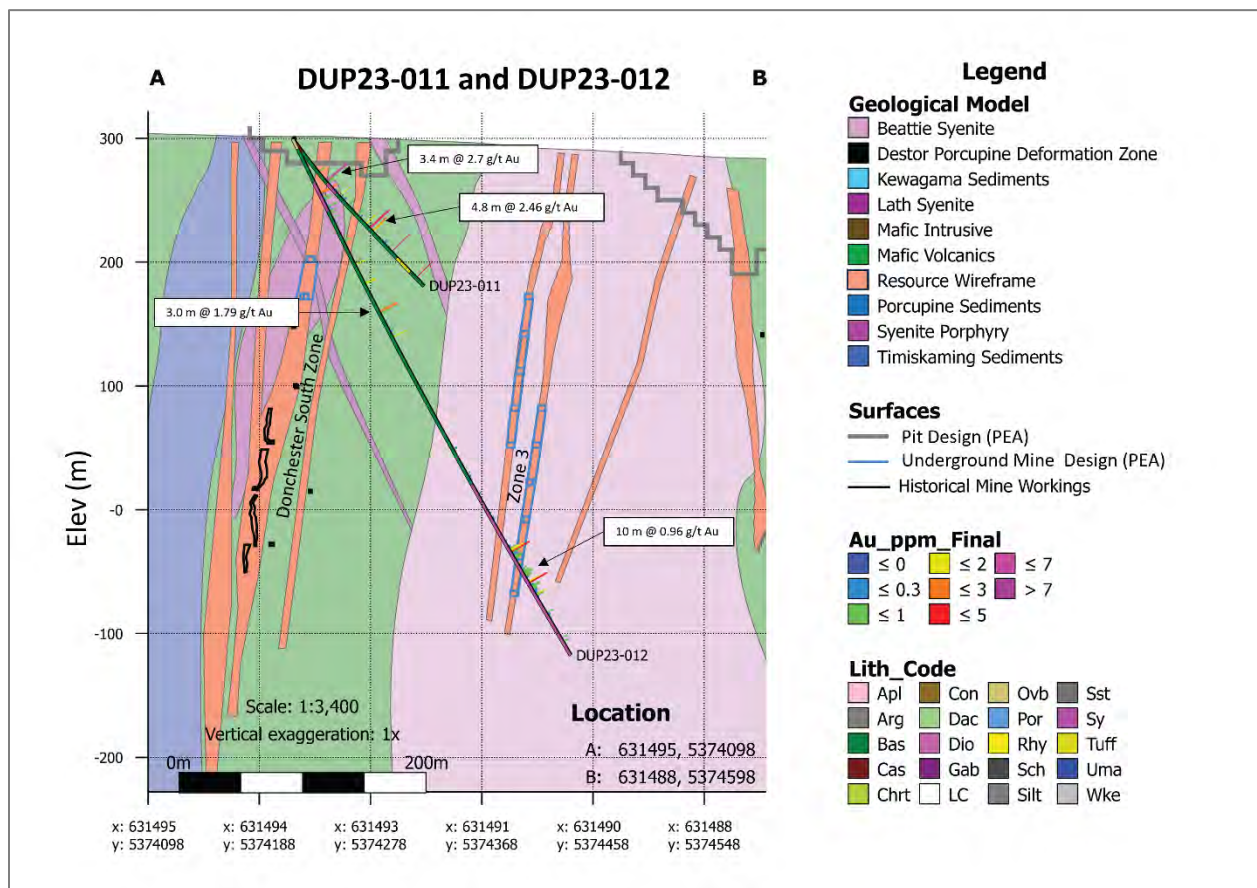 A
DUP23-011 and DUP23-012
B
Elev (m)
300
200
100
-0
-100
-200
3.4 m @ 2.7 g/t Au
4.8 m @ 2.46 g/t Au
DUP23-011
3.0 m @ 1.79 g/t Au
Donchester South Zone
Zone 3
10 m @ 0.96 g/t Au
DUP23-012
Scale: 1:3,400
Vertical exaggeration: 1x
0m 200m
Location
A: 631495, 5374098
B: 631488, 5374598
x: 631495 x: 631494 x: 631493 x: 631491 x: 631490 x: 631488
y: 5374098 y: 5374188 y: 5374278 y: 5374368 y: 5374458 y: 5374548
Legend
Geological Model
Beattie Syenite
Destor Porcupine Deformation Zone
Kewagama Sediments
Lath Syenite
Mafic Intrusive
Mafic Volcanics
Resource Wireframe
Porcupine Sediments
Syenite Porphyry
Timiskaming Sediments
Surfaces
Pit Design (PEA)
Underground Mine Design (PEA)
Historical Mine Workings
Au_ppm_Final
≤ 0 ≤ 2 ≤ 7
≤ 0.3 ≤ 3 > 7
≤ 1 ≤ 5
Lith_Code
Apl Con Ovb Sst
Arg Dac Por Sy
Bas Dio Rhy Tuff
Cas Gab Sch Uma
Chrt LC Silt Wke